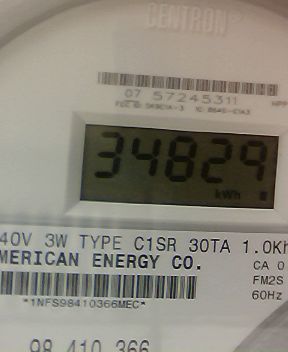 CENTRON®
07 57245311
34829
kWh
40V 3W TYPE C1SR 30TA 1.0Kh
MERICAN ENERGY CO.
CA 0
FM2S
60Hz
*1NFS98410366MEC*
98 410 366